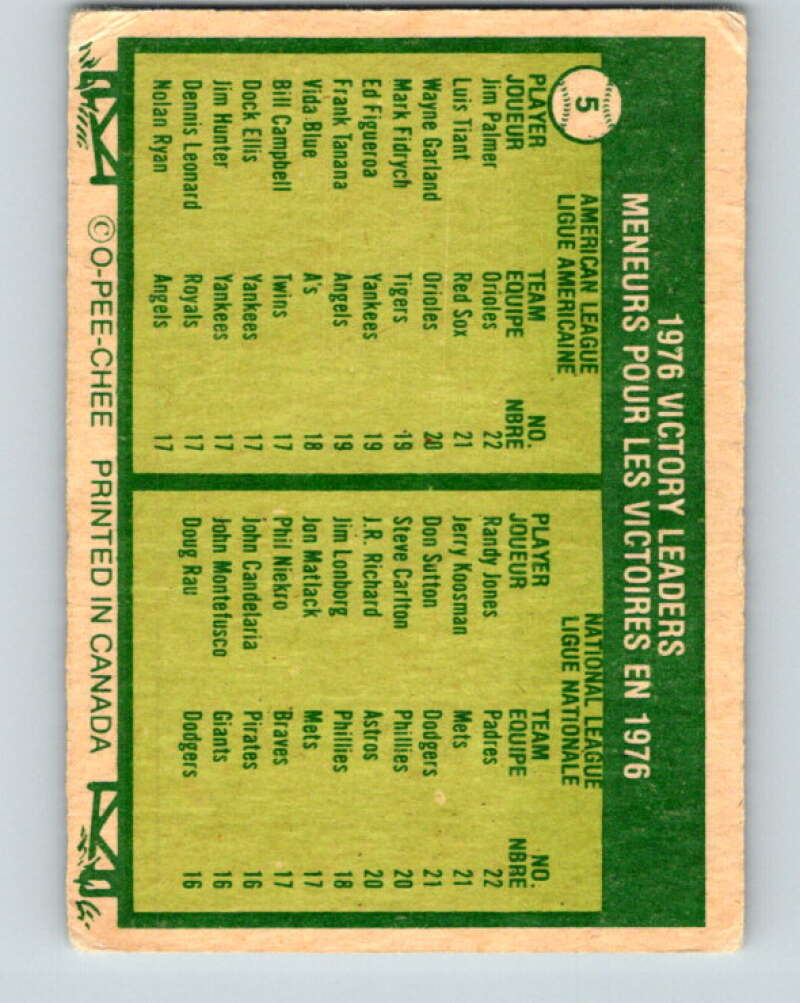 5
1976 VICTORY LEADERS
MENEURS POUR LES VICTOIRES EN 1976
AMERICAN LEAGUE
LIGUE AMERICAINE
PLAYER TEAM NO.
JOUEUR EQUIPE NBRE
Jim Palmer Orioles 22
Luis Tiant Red Sox 21
Wayne Garland Orioles 20
Mark Fidrych Tigers 19
Ed Figueroa Yankees 19
Frank Tanana Angels 19
Vida Blue A's 18
Bill Campbell Twins 17
Dock Ellis Yankees 17
Jim Hunter Yankees 17
Dennis Leonard Royals 17
Nolan Ryan Angels 17
NATIONAL LEAGUE
LIGUE NATIONALE
PLAYER TEAM NO.
JOUEUR EQUIPE NBRE
Randy Jones Padres 22
Jerry Koosman Mets 21
Don Sutton Dodgers 21
Steve Carlton Phillies 20
J.R. Richard Astros 20
Jim Lonborg Phillies 18
Jon Matlack Mets 17
Phil Niekro Braves 17
John Candelaria Pirates 16
John Montefusco Giants 16
Doug Rau Dodgers 16
©O-PEE-CHEE PRINTED IN CANADA